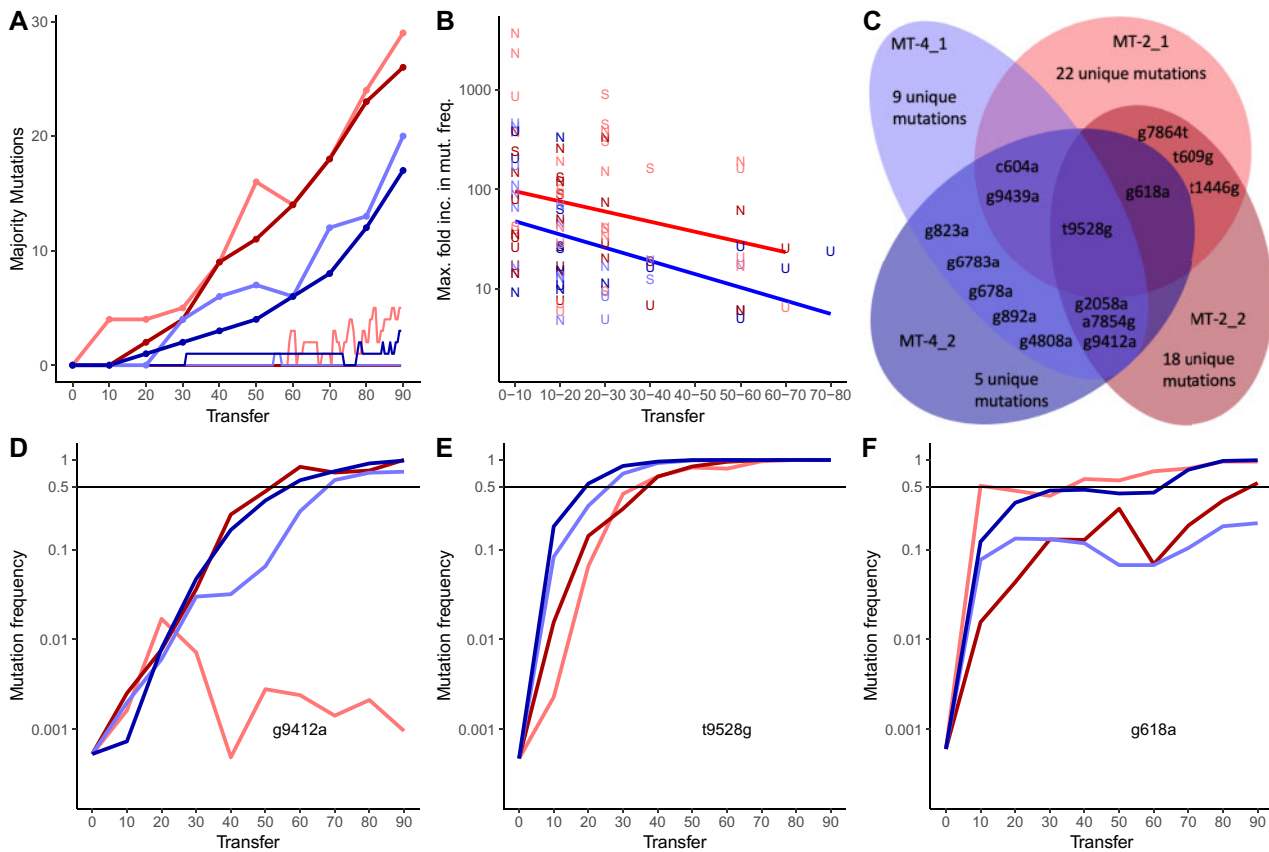 A
Majority Mutations
30
20
10
0
0 10 20 30 40 50 60 70 80 90
Transfer
B
Max. fold inc. in mut. freq.
1000
100
10
0−10 10−20 20−30 30−40 40−50 50−60 60−70 70−80
Transfer
C
MT-4_1
MT-2_1
22 unique mutations
9 unique
mutations
g7864t
t609g
t1446g
c604a
g9439a
g618a
t9528g
g823a
g6783a
g678a
g892a
g4808a
g2058a
a7854g
g9412a
MT-4_2
MT-2_2
5 unique
mutations
18 unique
mutations
D
Mutation frequency
1
0.5
0.1
0.01
0.001
g9412a
0 10 20 30 40 50 60 70 80 90
Transfer
E
Mutation frequency
1
0.5
0.1
0.01
0.001
t9528g
0 10 20 30 40 50 60 70 80 90
Transfer
F
Mutation frequency
1
0.5
0.1
0.01
0.001
g618a
0 10 20 30 40 50 60 70 80 90
Transfer